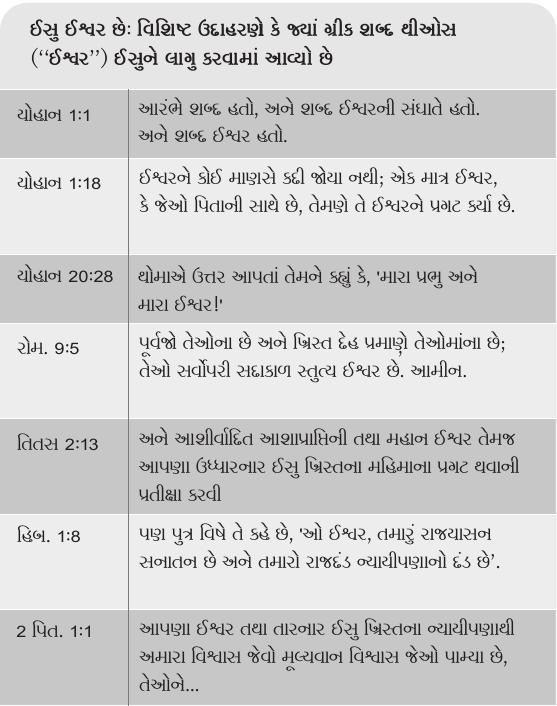 ઈસુ ઈશ્વર છેઃ વિશિષ્ટ ઉદાહરણે કે જ્યાં ગ્રીક શબ્દ થીઓસ
(‘‘ઈશ્વર’’) ઈસુને લાગુ કરવામાં આવ્યો છે
યોહાન 1:1
આરંભે શબ્દ હતો, અને શબ્દ ઈશ્વરની સંઘાતે હતો.
અને શબ્દ ઈશ્વર હતો.
યોહાન 1:18
ઈશ્વરને કોઈ માણસે કદી જોયા નથી; એક માત્ર ઈશ્વર,
કે જેઓ પિતાની સાથે છે, તેમણે તે ઈશ્વરને પ્રગટ કર્યા છે.
યોહાન 20:28
થોમાએ ઉત્તર આપતાં તેમને કહ્યું કે, 'મારા પ્રભુ અને
મારા ઈશ્વર!'
રોમ. 9:5
પૂર્વજો તેઓના છે અને ખ્રિસ્ત દેહ પ્રમાણે તેઓમાંના છે;
તેઓ સર્વોપરી સદાકાળ સ્તુત્ય ઈશ્વર છે. આમીન.
તિતસ 2:13
અને આશીર્વાદિત આશાપ્રાપ્તિની તથા મહાન ઈશ્વર તેમજ
આપણા ઉધ્ધારનાર ઈસુ ખ્રિસ્તના મહિમાના પ્રગટ થવાની
પ્રતીક્ષા કરવી
હિબ. 1:8
પણ પુત્ર વિષે તે કહે છે, 'ઓ ઈશ્વર, તમારું રાજ્યાસન
સનાતન છે અને તમારો રાજદંડ ન્યાયીપણાનો દંડ છે’.
2 પિત. 1:1
આપણા ઈશ્વર તથા તારનાર ઈસુ ખ્રિસ્તના ન્યાયીપણાથી
અમારા વિશ્વાસ જેવો મૂલ્યવાન વિશ્વાસ જેઓ પામ્યા છે,
તેઓને...